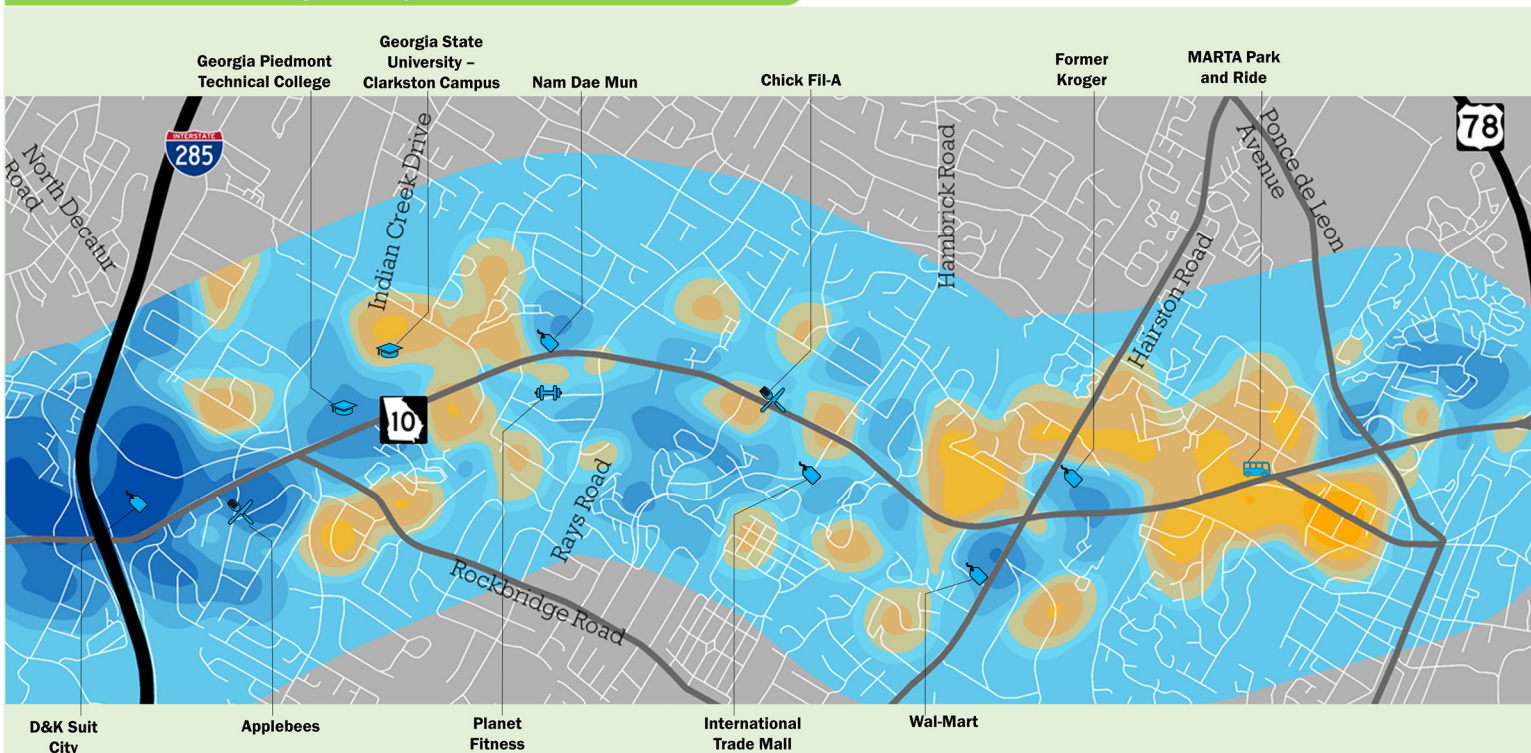 Georgia Piedmont
Technical College
Georgia State
University –
Clarkston Campus
Nam Dae Mun
Chick Fil-A
Former
Kroger
MARTA Park
and Ride
INTERSTATE
285
78
North Decatur
Road
Indian Creek Drive
Hambrick Road
Ponce de Leon
Avenue
Hairston Road
10
Rays Road
Rockbridge Road
D&K Suit
City
Applebees
Planet
Fitness
International
Trade Mall
Wal-Mart